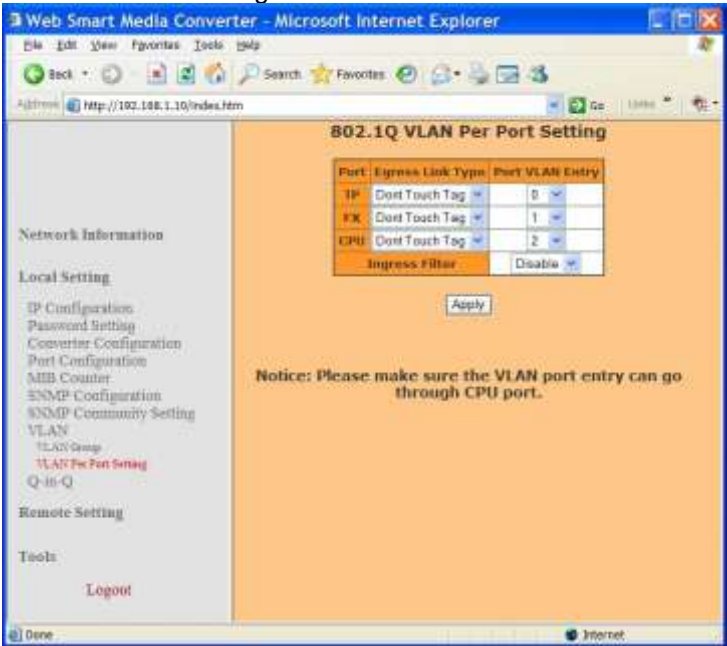 Web Smart Media Converter - Microsoft Internet Explorer
File Edit View Favorites Tools Help
Back Search Favorites
Address http://192.168.1.10/index.htm Go Links
802.1Q VLAN Per Port Setting
Port Egress Link Type Port VLAN Entry
TP Dont Touch Tag 0
FX Dont Touch Tag 1
CPU Dont Touch Tag 2
Ingress Filter Disable
Apply
Notice: Please make sure the VLAN port entry can go
through CPU port.
Network Information
Local Setting
IP Configuration
Password Setting
Converter Configuration
Port Configuration
MIB Counter
SNMP Configuration
SNMP Community Setting
VLAN
VLAN Group
VLAN Per Port Setting
Q-in-Q
Remote Setting
Tools
Logout
Done Internet